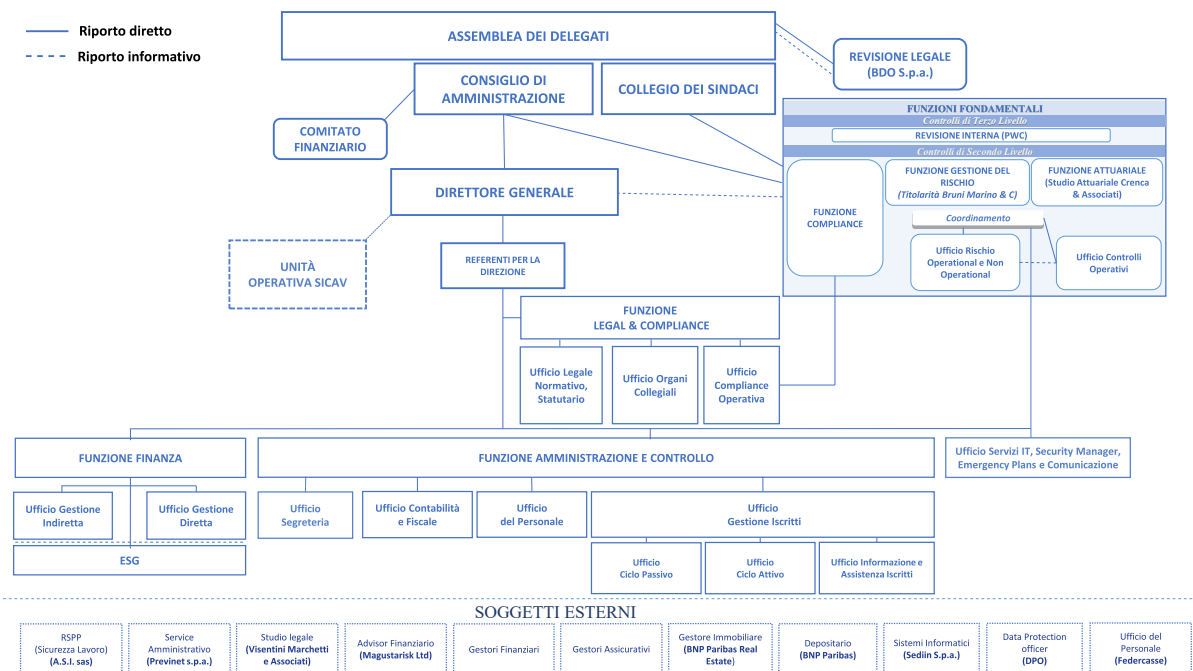 Riporto diretto
Riporto informativo
ASSEMBLEA DEI DELEGATI
REVISIONE LEGALE
(BDO S.p.a.)
CONSIGLIO DI
AMMINISTRAZIONE
COLLEGIO DEI SINDACI
COMITATO
FINANZIARIO
FUNZIONI FONDAMENTALI
Controlli di Terzo Livello
REVISIONE INTERNA (PWC)
Controlli di Secondo Livello
FUNZIONE
COMPLIANCE
FUNZIONE GESTIONE DEL
RISCHIO
(Titolarità Bruni Marino & C)
FUNZIONE ATTUARIALE
(Studio Attuariale Crenca
& Associati)
Coordinamento
Ufficio Rischio
Operational e Non
Operational
Ufficio Controlli
Operativi
DIRETTORE GENERALE
UNITÀ
OPERATIVA SICAV
REFERENTI PER LA
DIREZIONE
FUNZIONE
LEGAL & COMPLIANCE
Ufficio Legale
Normativo,
Statutario
Ufficio Organi
Collegiali
Ufficio
Compliance
Operativa
FUNZIONE FINANZA
FUNZIONE AMMINISTRAZIONE E CONTROLLO
Ufficio Servizi IT, Security Manager,
Emergency Plans e Comunicazione
Ufficio Gestione
Indiretta
Ufficio Gestione
Diretta
ESG
Ufficio
Segreteria
Ufficio Contabilità
e Fiscale
Ufficio
del Personale
Ufficio
Gestione Iscritti
Ufficio
Ciclo Passivo
Ufficio
Ciclo Attivo
Ufficio Informazione e
Assistenza Iscritti
SOGGETTI ESTERNI
RSPP
(Sicurezza Lavoro)
(A.S.I. sas)
Service
Amministrativo
(Previnet s.p.a.)
Studio legale
(Visentini Marchetti
e Associati)
Advisor Finanziario
(Magustarisk Ltd)
Gestori Finanziari
Gestori Assicurativi
Gestore Immobiliare
(BNP Paribas Real
Estate)
Depositario
(BNP Paribas)
Sistemi Informatici
(Sediin S.p.a.)
Data Protection
officer
(DPO)
Ufficio del
Personale
(Federcasse)